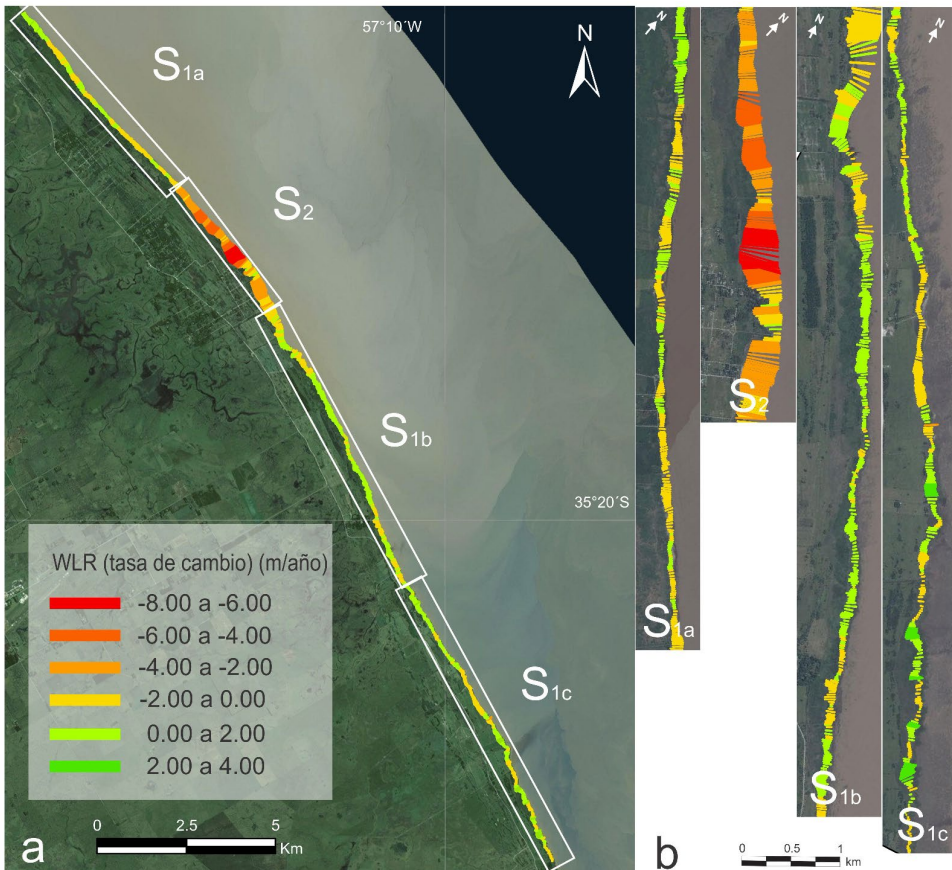 57°10´W
N
S1a
S2
S1b
35°20´S
S1c
WLR (tasa de cambio) (m/año)
-8.00 a -6.00
-6.00 a -4.00
-4.00 a -2.00
-2.00 a 0.00
0.00 a 2.00
2.00 a 4.00
0 2.5 5
Km
a
N
N
N
N
S1a
S2
S1b
S1c
b
0 0.5 1
km